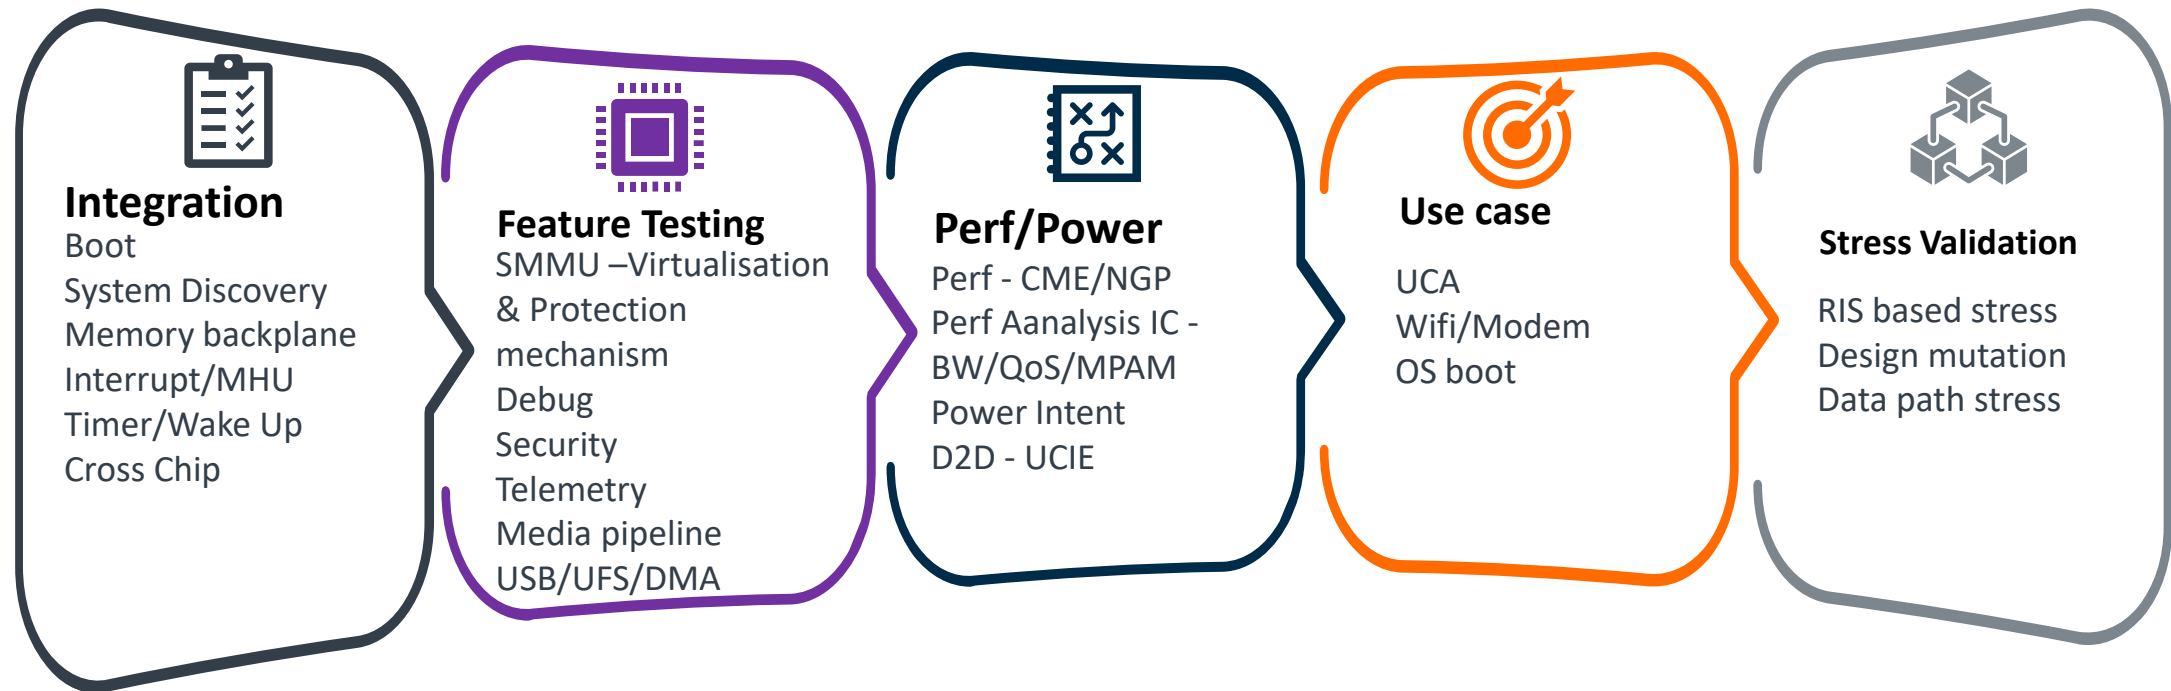 Integration
Boot
System Discovery
Memory backplane
Interrupt/MHU
Timer/Wake Up
Cross Chip
Feature Testing
SMMU –Virtualisation
& Protection
mechanism
Debug
Security
Telemetry
Media pipeline
USB/UFS/DMA
Perf/Power
Perf - CME/NGP
Perf Aanalysis IC -
BW/QoS/MPAM
Power Intent
D2D - UCIE
Use case
UCA
Wifi/Modem
OS boot
Stress Validation
RIS based stress
Design mutation
Data path stress